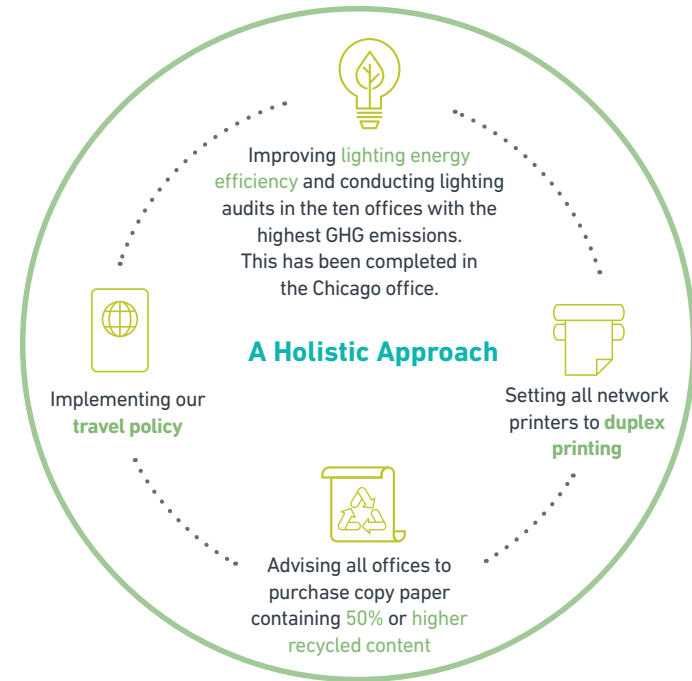 Improving lighting energy
efficiency and conducting lighting
audits in the ten offices with the
highest GHG emissions.
This has been completed in
the Chicago office.
A Holistic Approach
Implementing our
travel policy
Setting all network
printers to duplex
printing
Advising all offices to
purchase copy paper
containing 50% or higher
recycled content